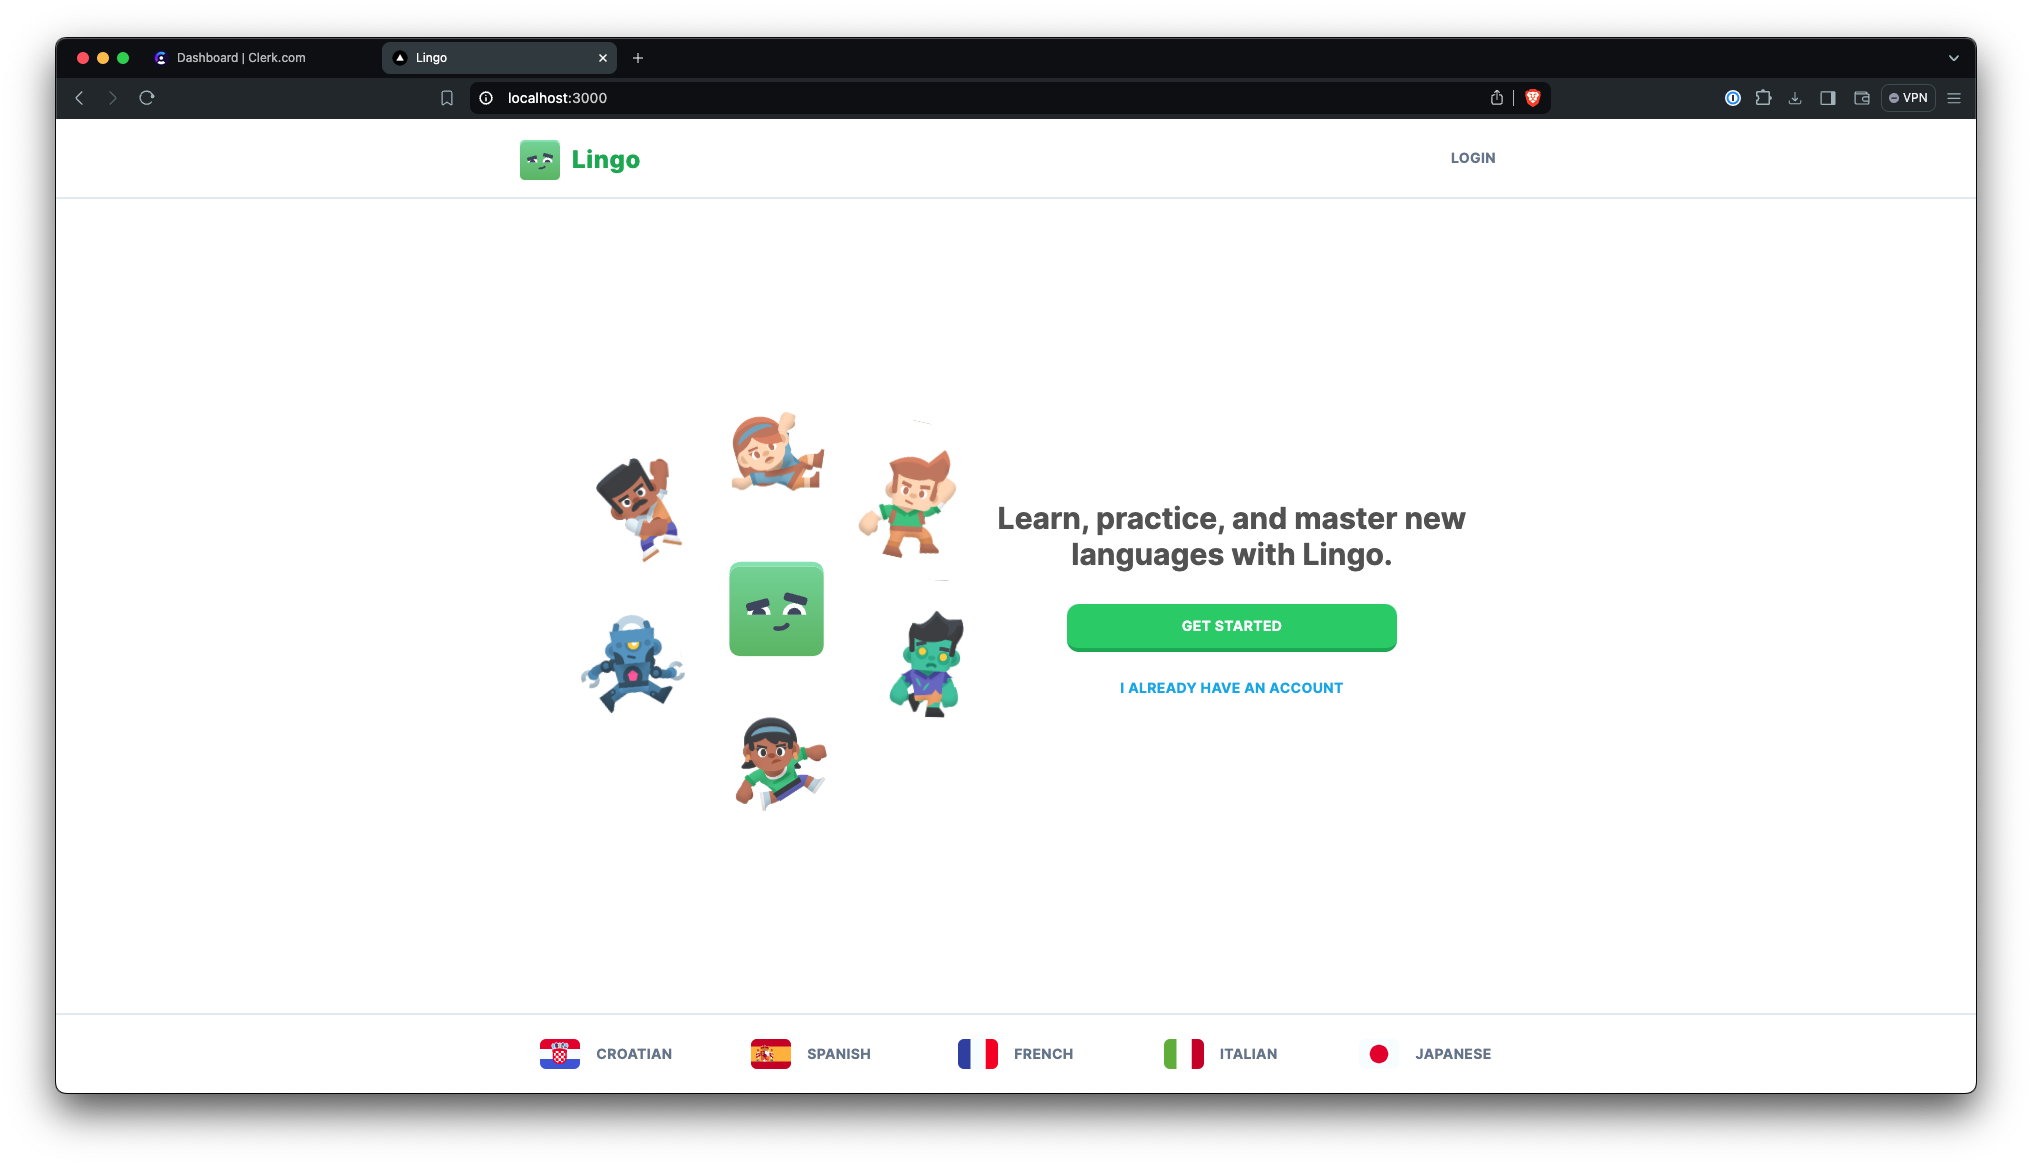 Dashboard | Clerk.com
Lingo
localhost:3000
VPN
Lingo
LOGIN
Learn, practice, and master new
languages with Lingo.
GET STARTED
I ALREADY HAVE AN ACCOUNT
CROATIAN
SPANISH
FRENCH
ITALIAN
JAPANESE